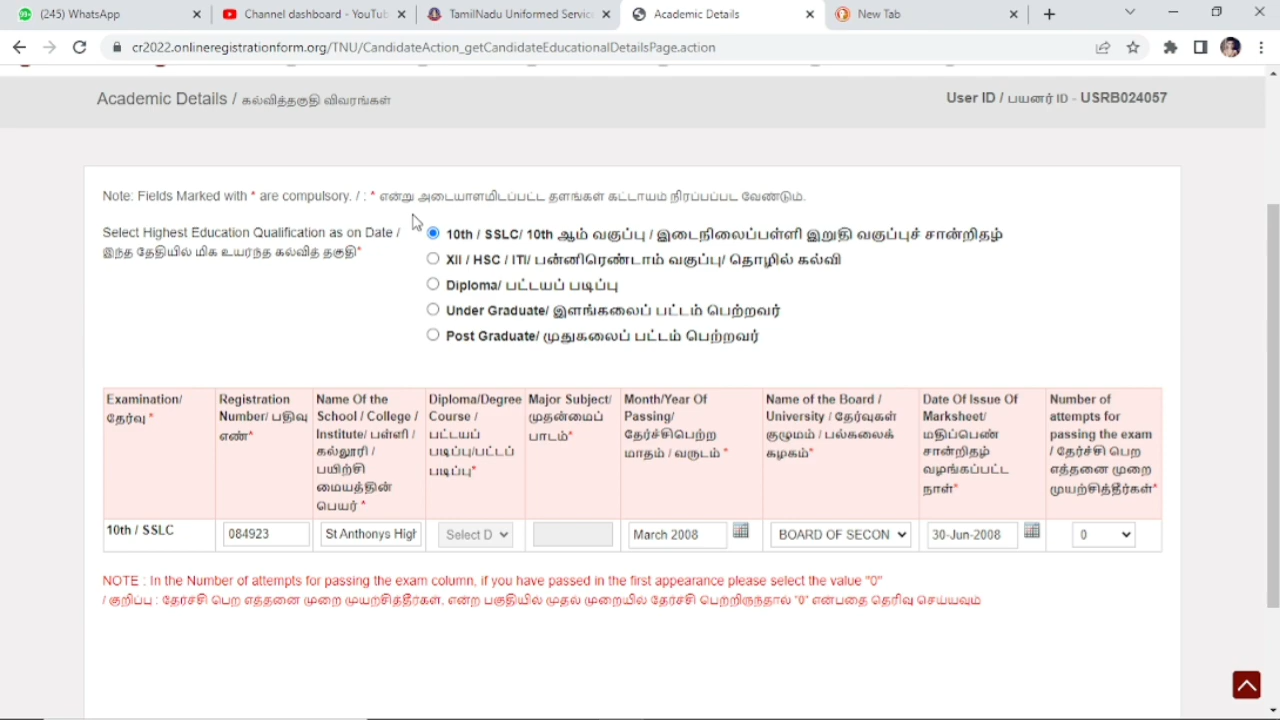 (245) WhatsApp
Channel dashboard - YouTub
TamilNadu Uniformed Service
Academic Details
New Tab
cr2022.onlineregistrationform.org/TNU/CandidateAction_getCandidateEducationalDetailsPage.action
Academic Details / கல்வித்தகுதி விவரங்கள்
User ID / பயனர் ID - USRB024057
Note: Fields Marked with * are compulsory. / : * என்று அடையாளமிடப்பட்ட தளங்கள் கட்டாயம் நிரப்பப்பட வேண்டும்.
Select Highest Education Qualification as on Date /
இந்த தேதியில் மிக உயர்ந்த கல்வித் தகுதி*
10th / SSLC/ 10th ஆம் வகுப்பு / இடைநிலைப்பள்ளி இறுதி வகுப்புச் சான்றிதழ்
XII / HSC / ITI/ பன்னிரெண்டாம் வகுப்பு/ தொழில் கல்வி
Diploma/ பட்டயப் படிப்பு
Under Graduate/ இளங்கலைப் பட்டம் பெற்றவர்
Post Graduate/ முதுகலைப் பட்டம் பெற்றவர்
Examination/
தேர்வு *
Registration
Number/ பதிவு
எண்*
Name Of the
School / College /
Institute/ பள்ளி /
கல்லூரி /
பயிற்சி
மையத்தின்
பெயர் *
Diploma/Degree
Course /
பட்டயப்
படிப்பு/பட்டப்
படிப்பு*
Major Subject/
முதன்மைப்
பாடம்*
Month/Year Of
Passing/
தேர்ச்சிபெற்ற
மாதம் / வருடம் *
Name of the Board /
University / தேர்வுகள்
குழுமம் / பல்கலைக்
கழகம்*
Date Of Issue Of
Marksheet/
மதிப்பெண்
சான்றிதழ்
வழங்கப்பட்ட
நாள்*
Number of
attempts for
passing the exam
/ தேர்ச்சி பெற
எத்தனை முறை
முயற்சித்தீர்கள்*
10th / SSLC
084923
St Anthonys High
Select D
March 2008
BOARD OF SECON
30-Jun-2008
0
NOTE : In the Number of attempts for passing the exam column, if you have passed in the first appearance please select the value "0"
/ குறிப்பு : தேர்சசி பெற எத்தனை முறை முயற்சித்தீர்கள், என்ற பகுதியில் முதல் முறையில் தேர்சசி பெற்றிருந்தால் "0" என்பதை தெரிவு செய்யவும்